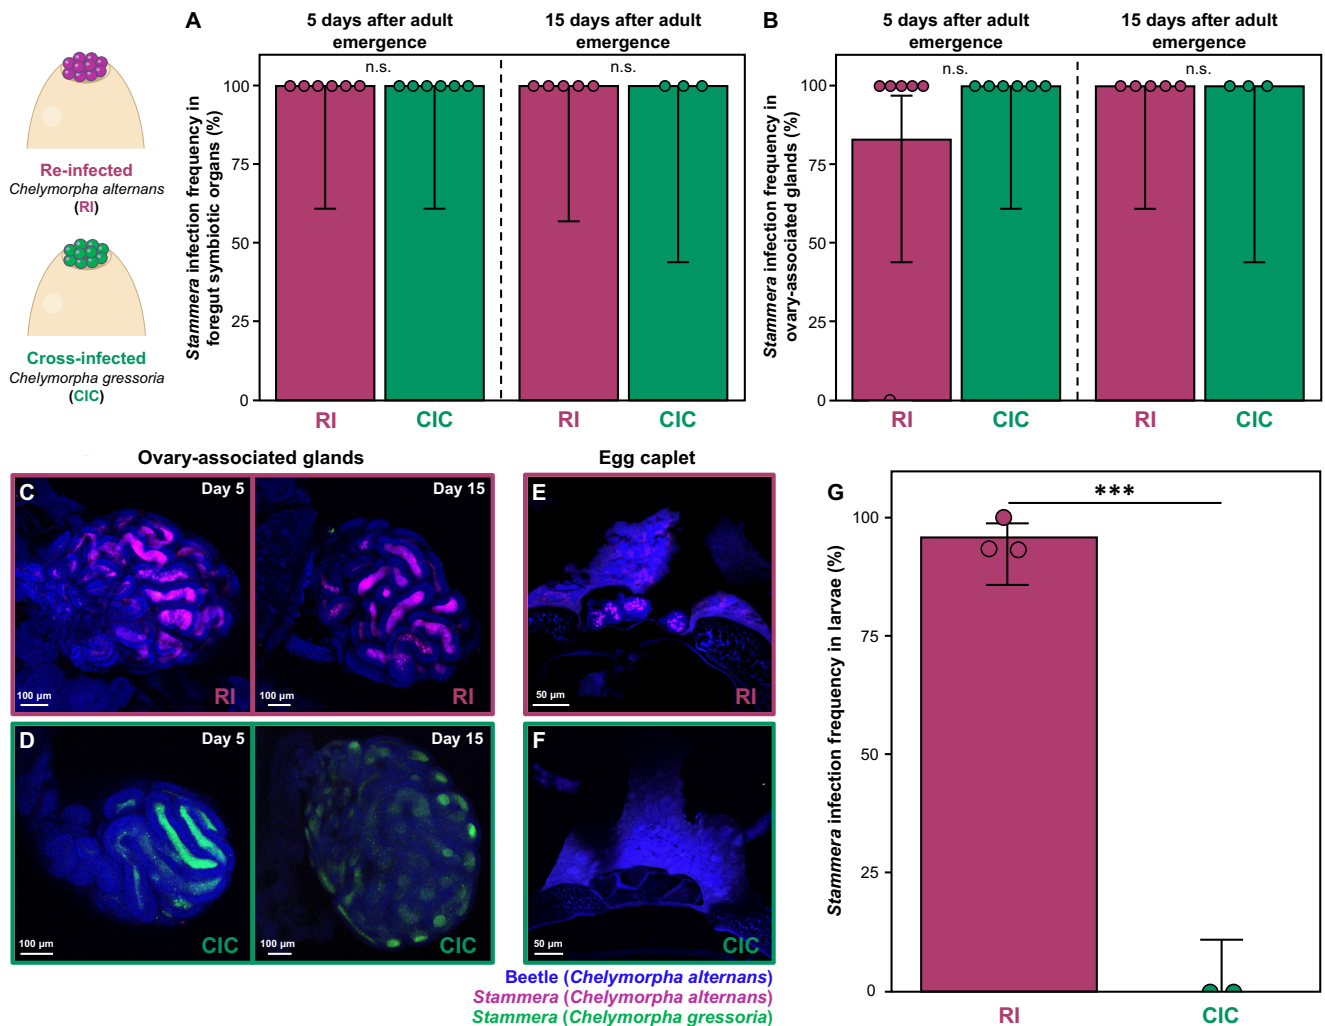 Re-infected
Chelymorpha alternans
(RI)
Cross-infected
Chelymorpha gressoria
(CIC)
A
5 days after adult
emergence
15 days after adult
emergence
n.s.
n.s.
Stammera infection frequency in
foregut symbiotic organs (%)
100
75
50
25
0
RI
CIC
RI
CIC
B
5 days after adult
emergence
15 days after adult
emergence
n.s.
n.s.
Stammera infection frequency in
ovary-associated glands (%)
100
75
50
25
0
RI
CIC
RI
CIC
Ovary-associated glands
C
Day 5
100 µm
RI
Day 15
100 µm
RI
D
Day 5
100 µm
CIC
Day 15
100 µm
CIC
Egg caplet
E
50 µm
RI
F
50 µm
CIC
Beetle (Chelymorpha alternans)
Stammera (Chelymorpha alternans)
Stammera (Chelymorpha gressoria)
G
***
Stammera infection frequency in larvae (%)
100
75
50
25
0
RI
CIC